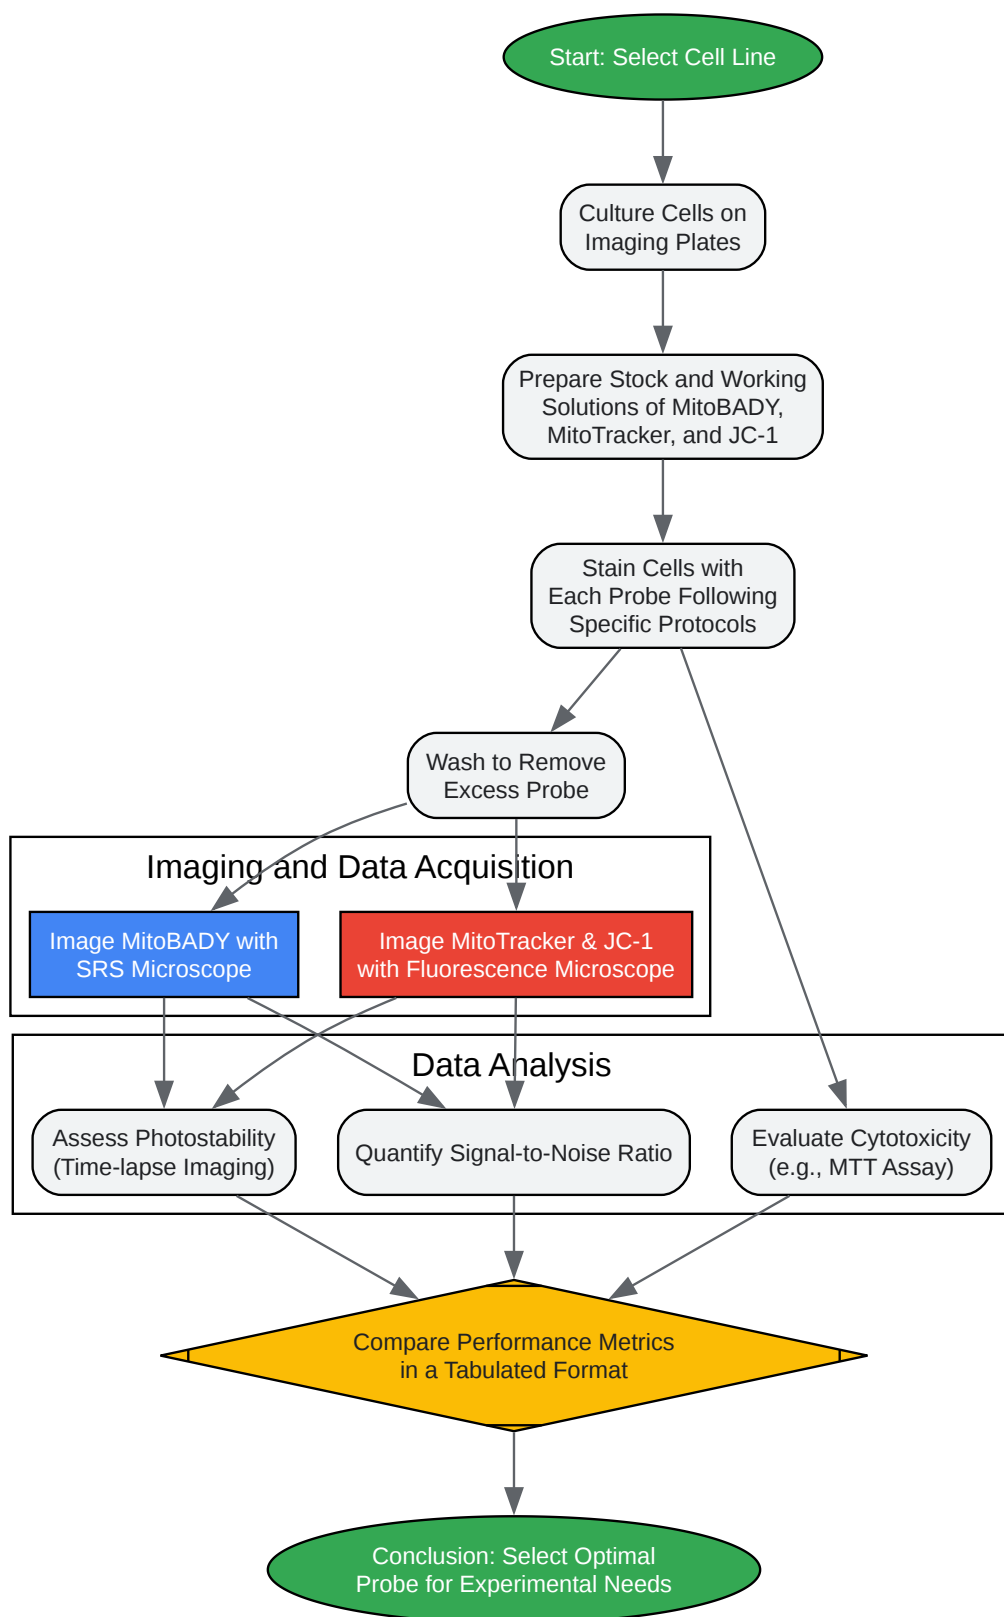 Start: Select Cell Line
Culture Cells on
Imaging Plates
Prepare Stock and Working
Solutions of MitoBADY,
MitoTracker, and JC-1
Stain Cells with
Each Probe Following
Specific Protocols
Wash to Remove
Excess Probe
Imaging and Data Acquisition
Image MitoBADY with
SRS Microscope
Image MitoTracker & JC-1
with Fluorescence Microscope
Data Analysis
Assess Photostability
(Time-lapse Imaging)
Quantify Signal-to-Noise Ratio
Evaluate Cytotoxicity
(e.g., MTT Assay)
Compare Performance Metrics
in a Tabulated Format
Conclusion: Select Optimal
Probe for Experimental Needs